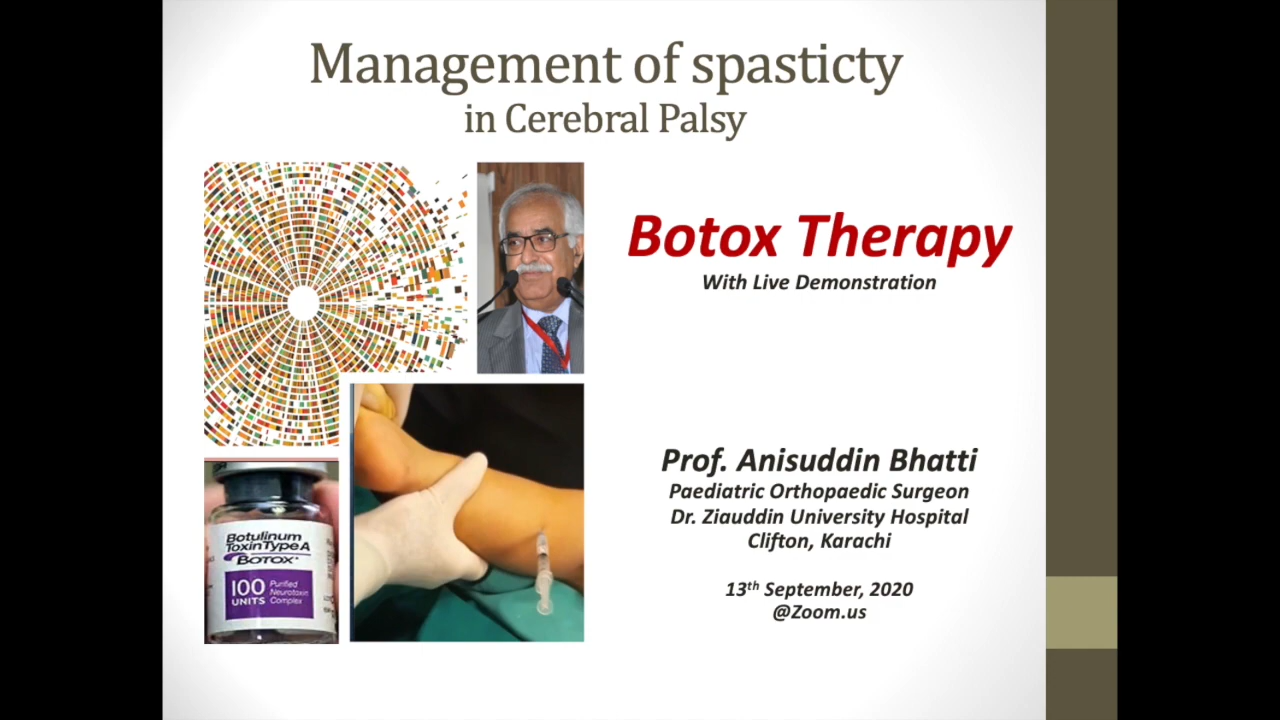 Management of spasticty
in Cerebral Palsy
Botox Therapy
With Live Demonstration
Botulinum
Toxin Type A
BOTOX
100
UNITS
Purified
Neurotoxin
Complex
Prof. Anisuddin Bhatti
Paediatric Orthopaedic Surgeon
Dr. Ziauddin University Hospital
Clifton, Karachi
13th September, 2020
@Zoom.us